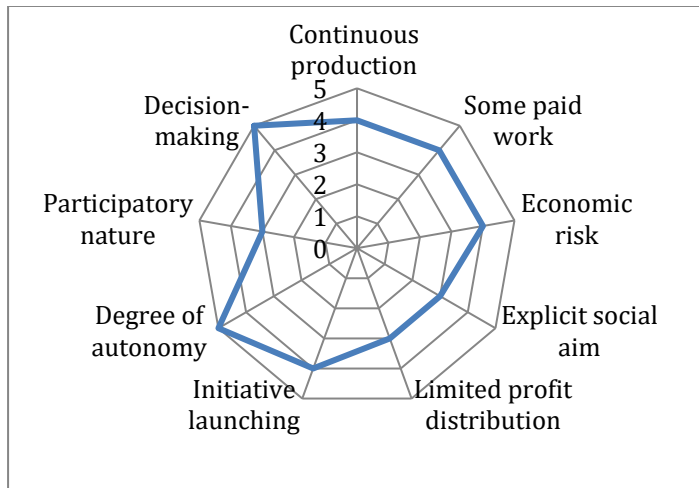 Continuous
production
Some paid
work
Economic
risk
Explicit social
aim
Limited profit
distribution
Initiative
launching
Degree of
autonomy
Participatory
nature
Decision-
making
5
4
3
2
1
0